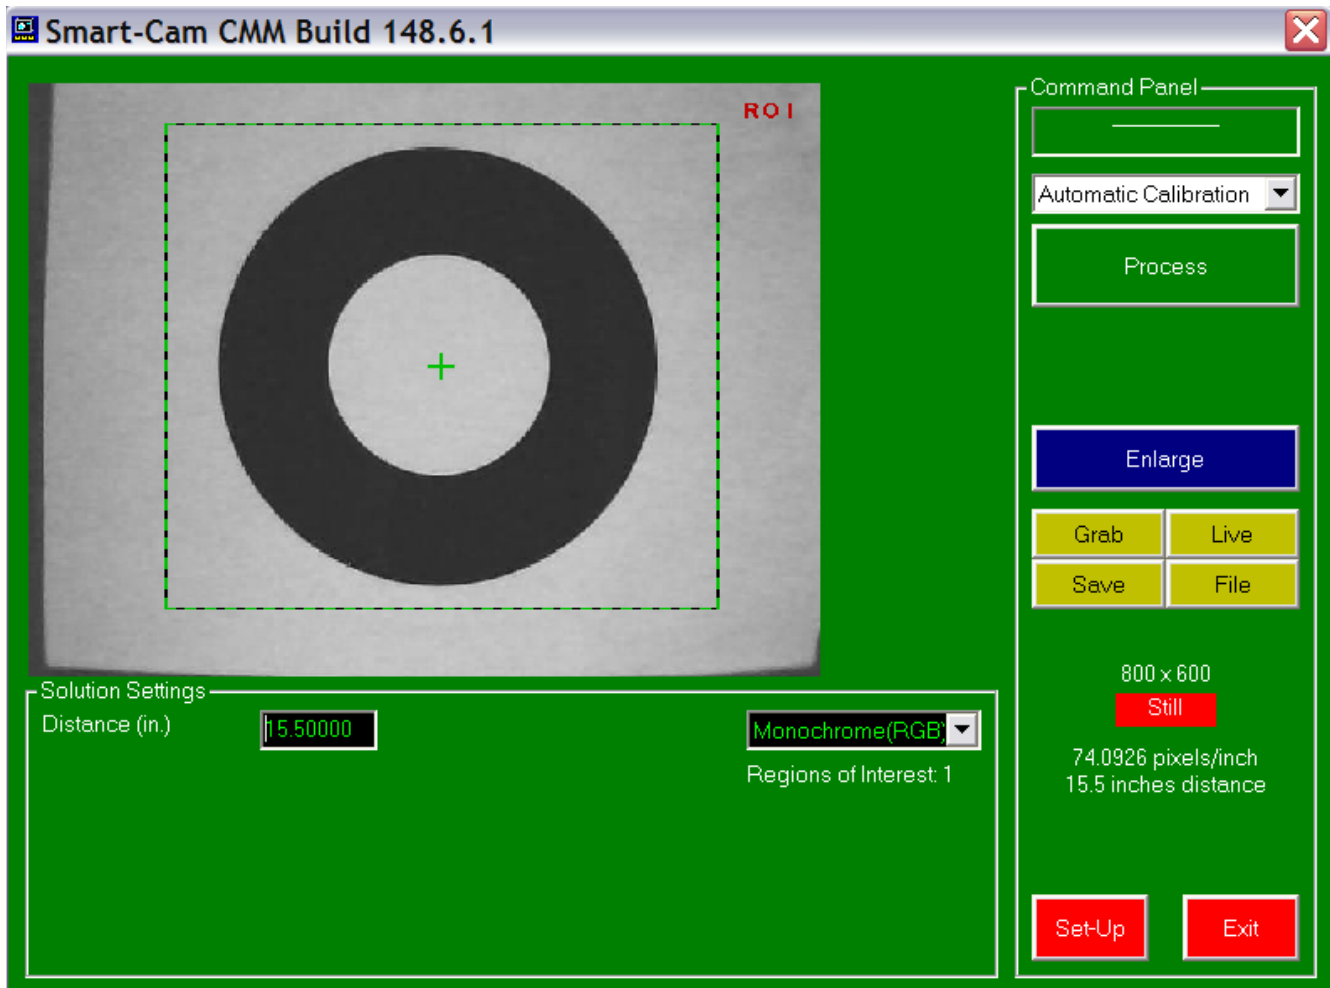 Smart-Cam CMM Build 148.6.1
ROI
Command Panel
Automatic Calibration
Process
Enlarge
Grab
Live
Save
File
800 x 600
Still
74.0926 pixels/inch
15.5 inches distance
Set-Up
Exit
Solution Settings
Distance (in.)
15.50000
Monochrome(RGB)
Regions of Interest: 1